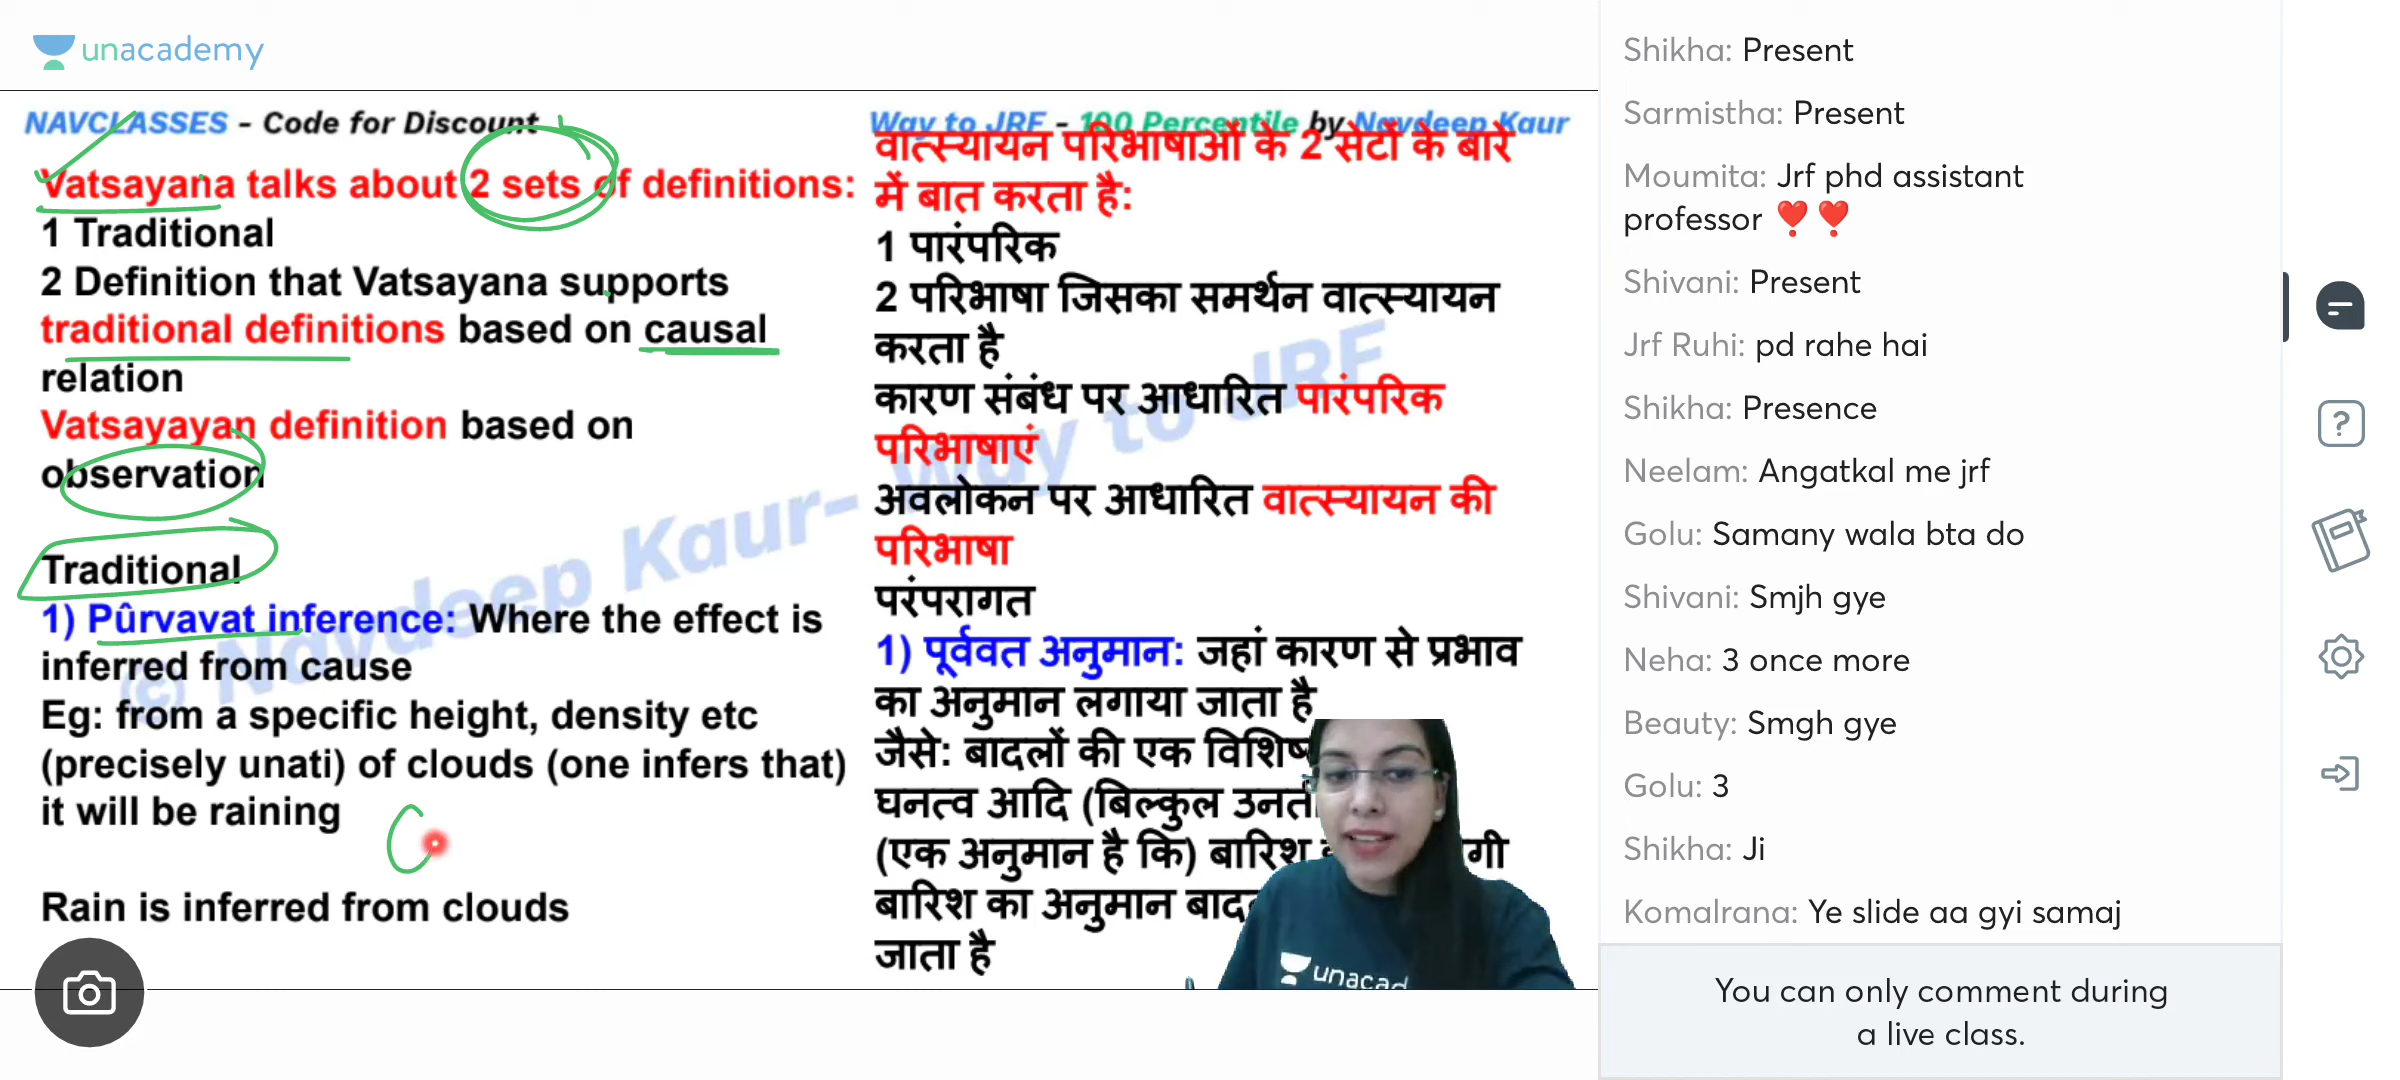 unacademy
NAVCLASSES - Code for Discount
Way to JRF - 100 Percentile by Navdeep Kaur
Vatsayana talks about 2 sets of definitions:
1 Traditional
2 Definition that Vatsayana supports
traditional definitions based on causal
relation
Vatsayayan definition based on
observation
Traditional
1) Pûrvavat inference: Where the effect is
inferred from cause
Eg: from a specific height, density etc
(precisely unati) of clouds (one infers that)
it will be raining
Rain is inferred from clouds
वात्स्यायन परिभाषाओं के 2 सेटों के बारे
में बात करता है:
1 पारंपरिक
2 परिभाषा जिसका समर्थन वात्स्यायन
करता है
कारण संबंध पर आधारित पारंपरिक
परिभाषाएं
अवलोकन पर आधारित वात्स्यायन की
परिभाषा
परंपरागत
1) पूर्ववत अनुमान: जहां कारण से प्रभाव
का अनुमान लगाया जाता है
जैसे: बादलों की एक
घनत्व आदि (बिल्कुल
(एक अनुमान है कि) बारिश
बारिश का अनुमान
जाता है
© Navdeep Kaur- Way to JRF
unacad
Shikha: Present
Sarmistha: Present
Moumita: Jrf phd assistant
professor ❣️❣️
Shivani: Present
Jrf Ruhi: pd rahe hai
Shikha: Presence
Neelam: Angatkal me jrf
Golu: Samany wala bta do
Shivani: Smjh gye
Neha: 3 once more
Beauty: Smgh gye
Golu: 3
Shikha: Ji
Komalrana: Ye slide aa gyi samaj
You can only comment during
a live class.